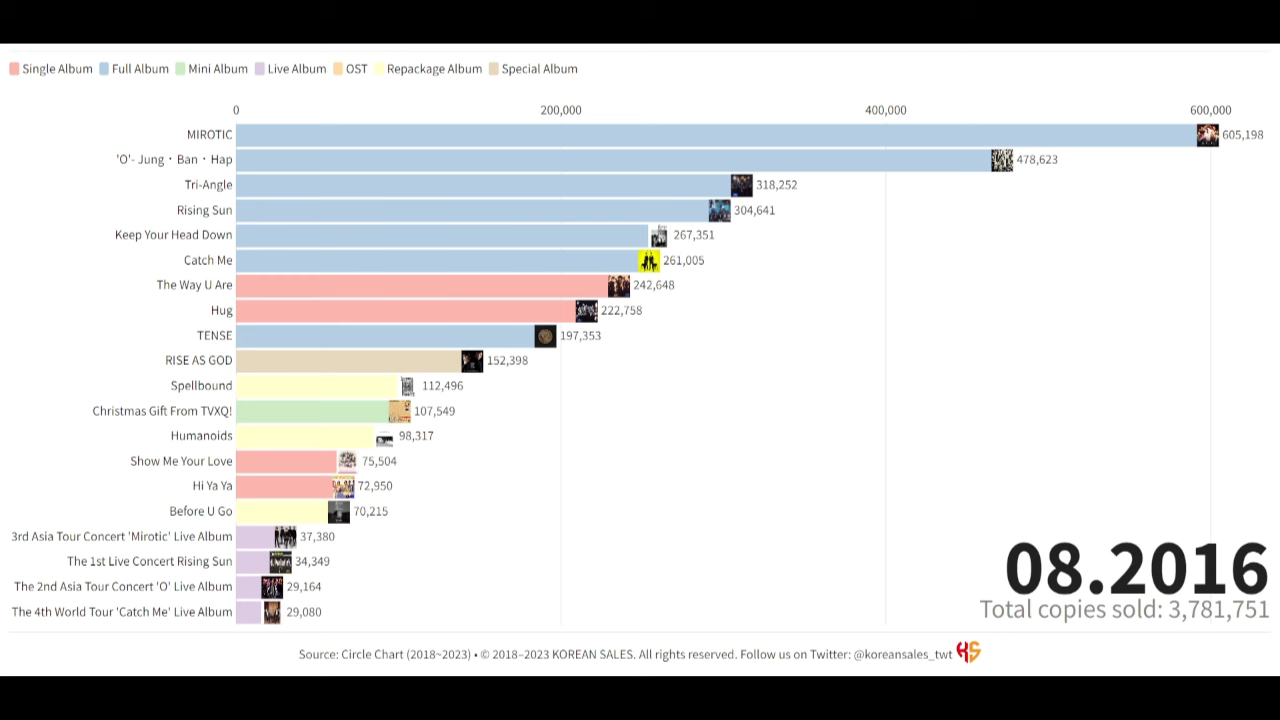 Single Album Full Album Mini Album Live Album OST Repackage Album Special Album
0 200,000 400,000 600,000
MIROTIC 605,198
'O'- Jung・Ban・Hap 478,623
Tri-Angle 318,252
Rising Sun 304,641
Keep Your Head Down 267,351
Catch Me 261,005
The Way U Are 242,648
Hug 222,758
TENSE 197,353
RISE AS GOD 152,398
Spellbound 112,496
Christmas Gift From TVXQ! 107,549
Humanoids 98,317
Show Me Your Love 75,504
Hi Ya Ya 72,950
Before U Go 70,215
3rd Asia Tour Concert 'Mirotic' Live Album 37,380
The 1st Live Concert Rising Sun 34,349
The 2nd Asia Tour Concert 'O' Live Album 29,164
The 4th World Tour 'Catch Me' Live Album 29,080
08.2016
Total copies sold: 3,781,751
Source: Circle Chart (2018~2023) • © 2018–2023 KOREAN SALES. All rights reserved. Follow us on Twitter: @koreansales_twt KS